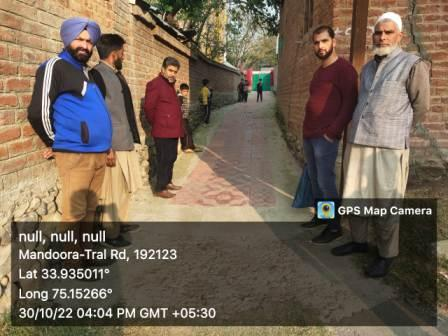 GPS Map Camera
null, null, null
Mandoora-Tral Rd, 192123
Lat 33.935011°
Long 75.15266°
30/10/22 04:04 PM GMT +05:30